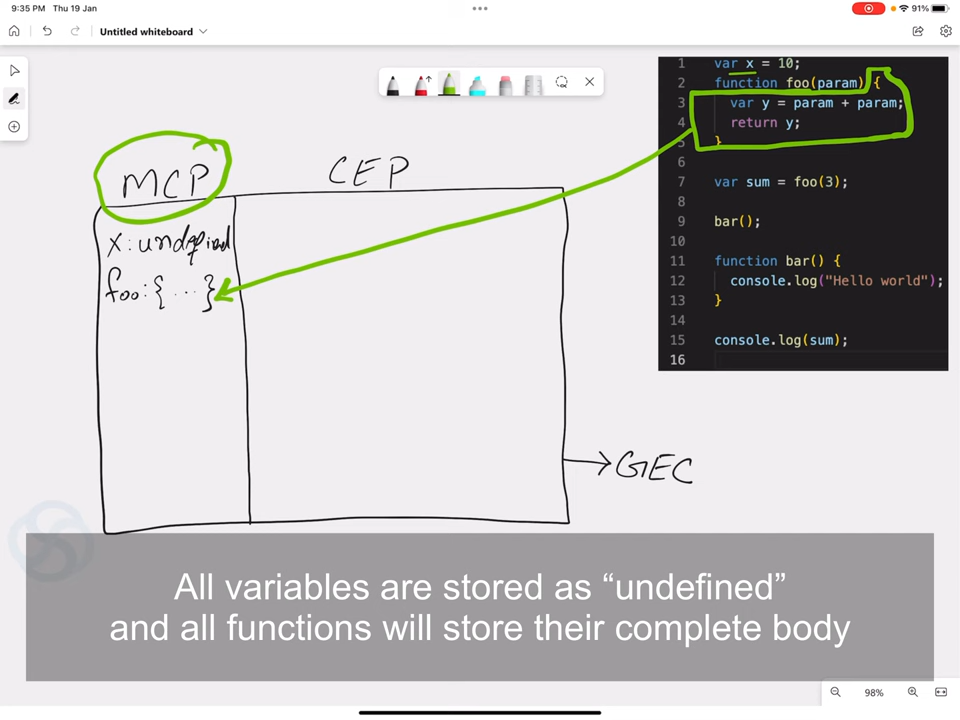 9:35 PM Thu 19 Jan
91%
Untitled whiteboard
MCP
CEP
x: undefined
foo: { ... }
GEC
1 var x = 10;
2 function foo(param) {
3 var y = param + param;
4 return y;
5 }
6
7 var sum = foo(3);
8
9 bar();
10
11 function bar() {
12 console.log("Hello world");
13 }
14
15 console.log(sum);
16
All variables are stored as “undefined”
and all functions will store their complete body
98%